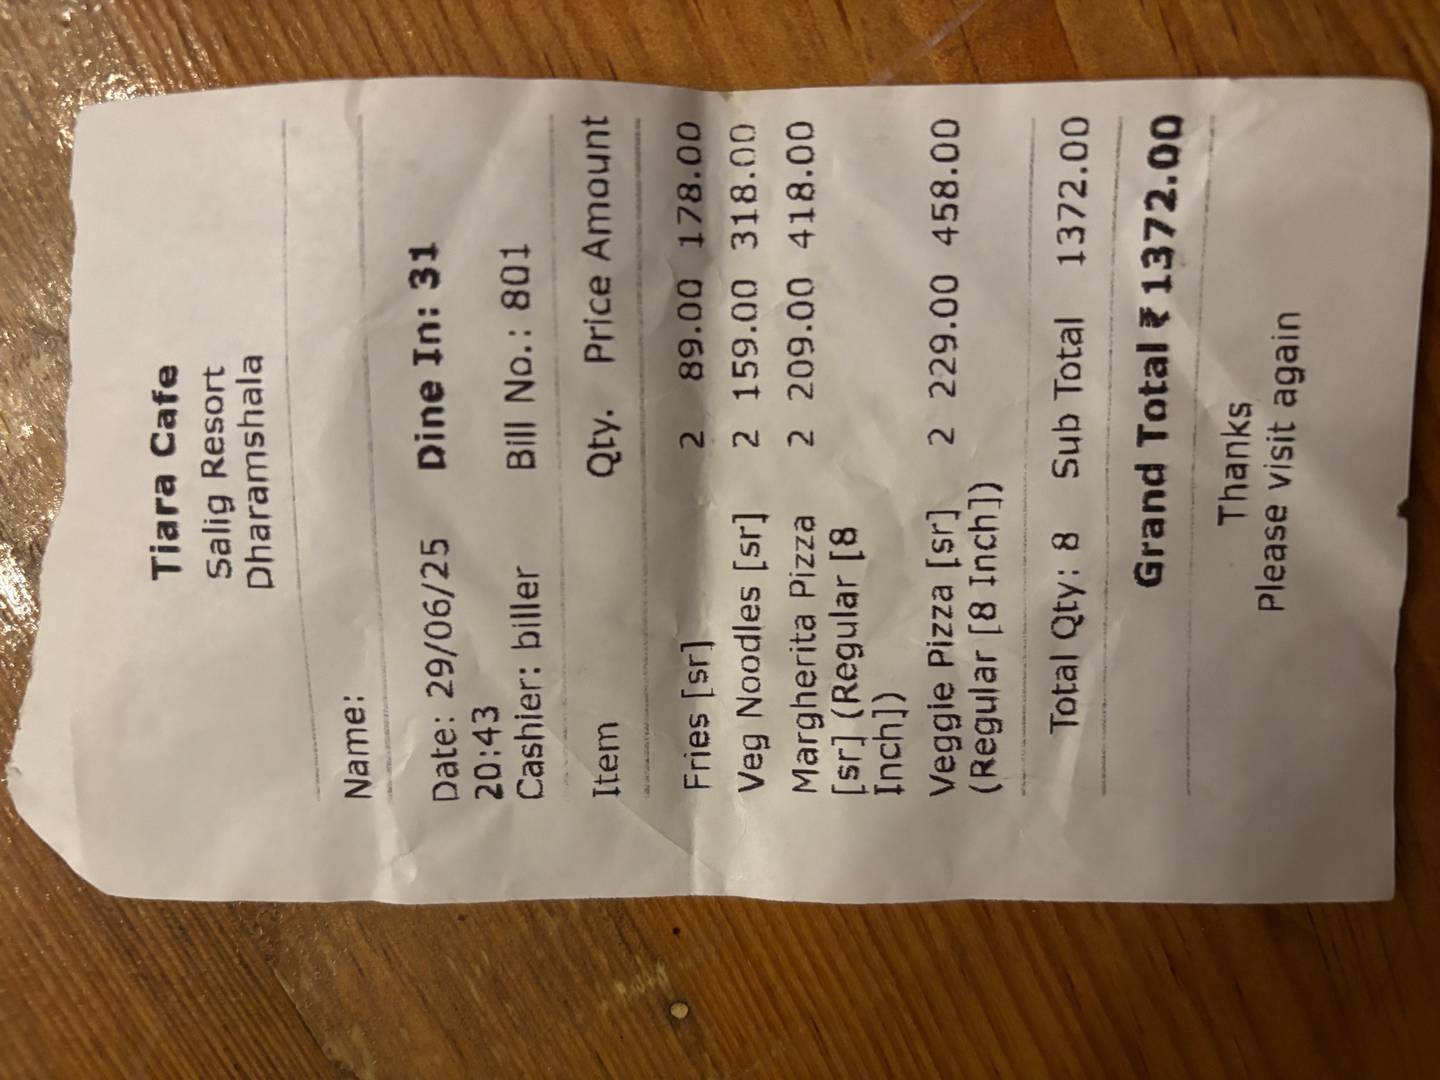 Tiara Cafe
Salig Resort
Dharamshala
Name:
Date: 29/06/25 Dine In: 31
20:43
Cashier: biller Bill No.: 801
Item Qty. Price Amount
Fries [sr] 2 89.00 178.00
Veg Noodles [sr] 2 159.00 318.00
Margherita Pizza 2 209.00 418.00
[sr] (Regular [8
Inch])
Veggie Pizza [sr] 2 229.00 458.00
(Regular [8 Inch])
Total Qty: 8 Sub Total 1372.00
Grand Total ₹ 1372.00
Thanks
Please visit again